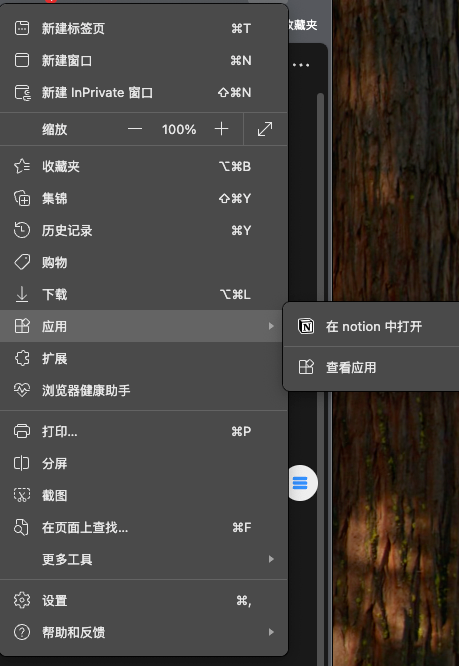 收藏夹
新建标签页 ⌘T
新建窗口 ⌘N
新建 InPrivate 窗口 ⇧⌘N
缩放 — 100% +
收藏夹 ⌥⌘B
集锦 ⇧⌘Y
历史记录 ⌘Y
购物
下载 ⌥⌘L
应用
在 notion 中打开
查看应用
扩展
浏览器健康助手
打印... ⌘P
分屏
截图
在页面上查找... ⌘F
更多工具
设置 ⌘,
帮助和反馈